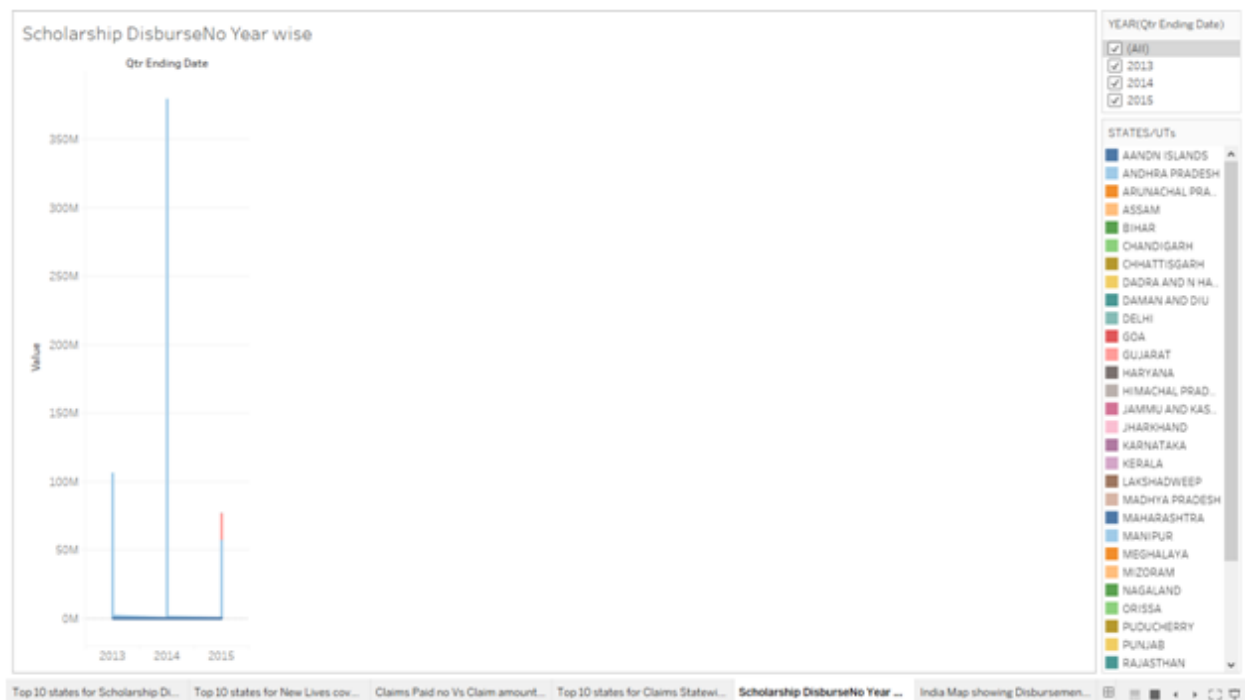 Scholarship DisburseNo Year wise
Qtr Ending Date
350M
300M
250M
200M
150M
100M
50M
0M
Value
2013 2014 2015
YEAR(Qtr Ending Date)
(All)
2013
2014
2015
STATES/UTs
AANDN ISLANDS
ANDHRA PRADESH
ARUNACHAL PRA..
ASSAM
BIHAR
CHANDIGARH
CHHATTISGARH
DADRA AND N HA..
DAMAN AND DIU
DELHI
GOA
GUJARAT
HARYANA
HIMACHAL PRAD..
JAMMU AND KAS..
JHARKHAND
KARNATAKA
KERALA
LAKSHADWEEP
MADHYA PRADESH
MAHARASHTRA
MANIPUR
MEGHALAYA
MIZORAM
NAGALAND
ORISSA
PUDUCHERRY
PUNJAB
RAJASTHAN
Top 10 states for Scholarship Di... Top 10 states for New Lives cov... Claims Paid no Vs Claim amount... Top 10 states for Claims Statewi... Scholarship DisburseNo Year ... India Map showing Disbursemen...